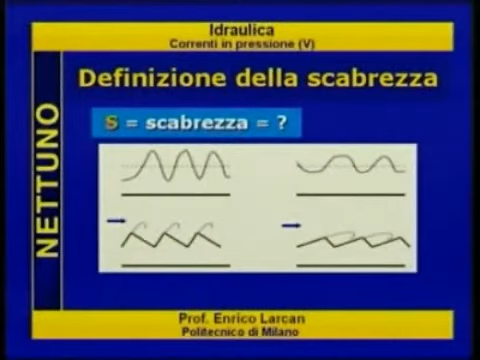 Idraulica
Correnti in pressione (V)
Definizione della scabrezza
S = scabrezza = ?
NETTUNO
Prof. Enrico Larcan
Politecnico di Milano